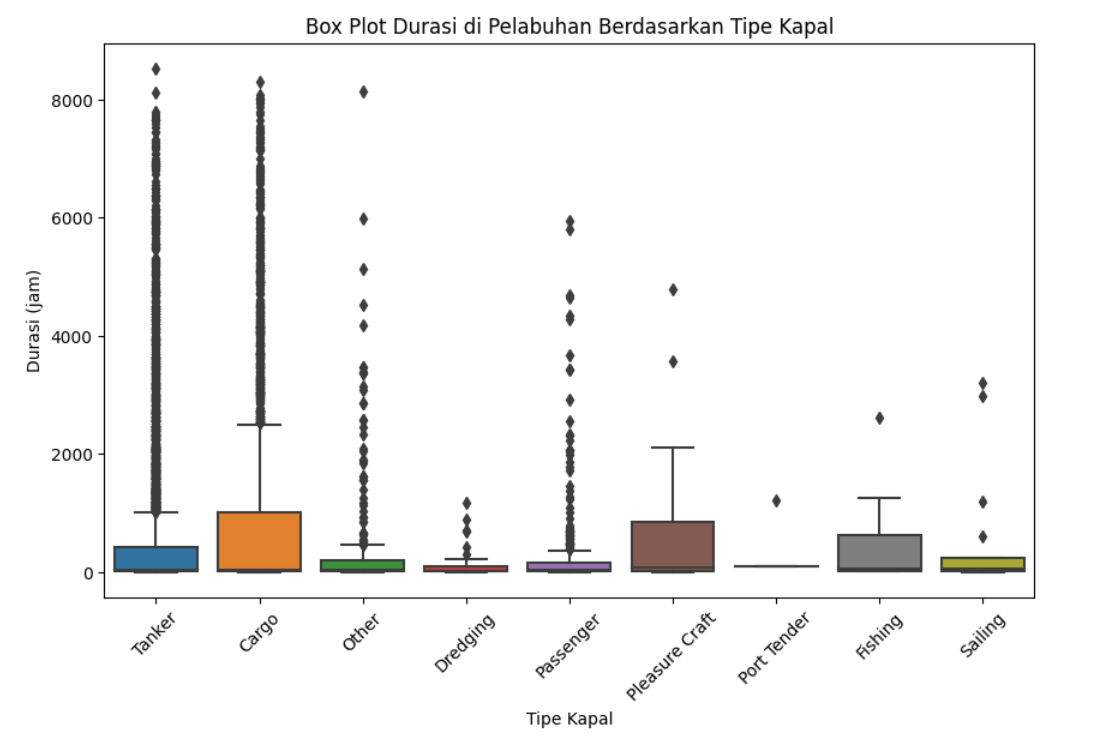 Box Plot Durasi di Pelabuhan Berdasarkan Tipe Kapal
Durasi (jam)
8000
6000
4000
2000
0
Tanker
Cargo
Other
Dredging
Passenger
Pleasure Craft
Port Tender
Fishing
Sailing
Tipe Kapal